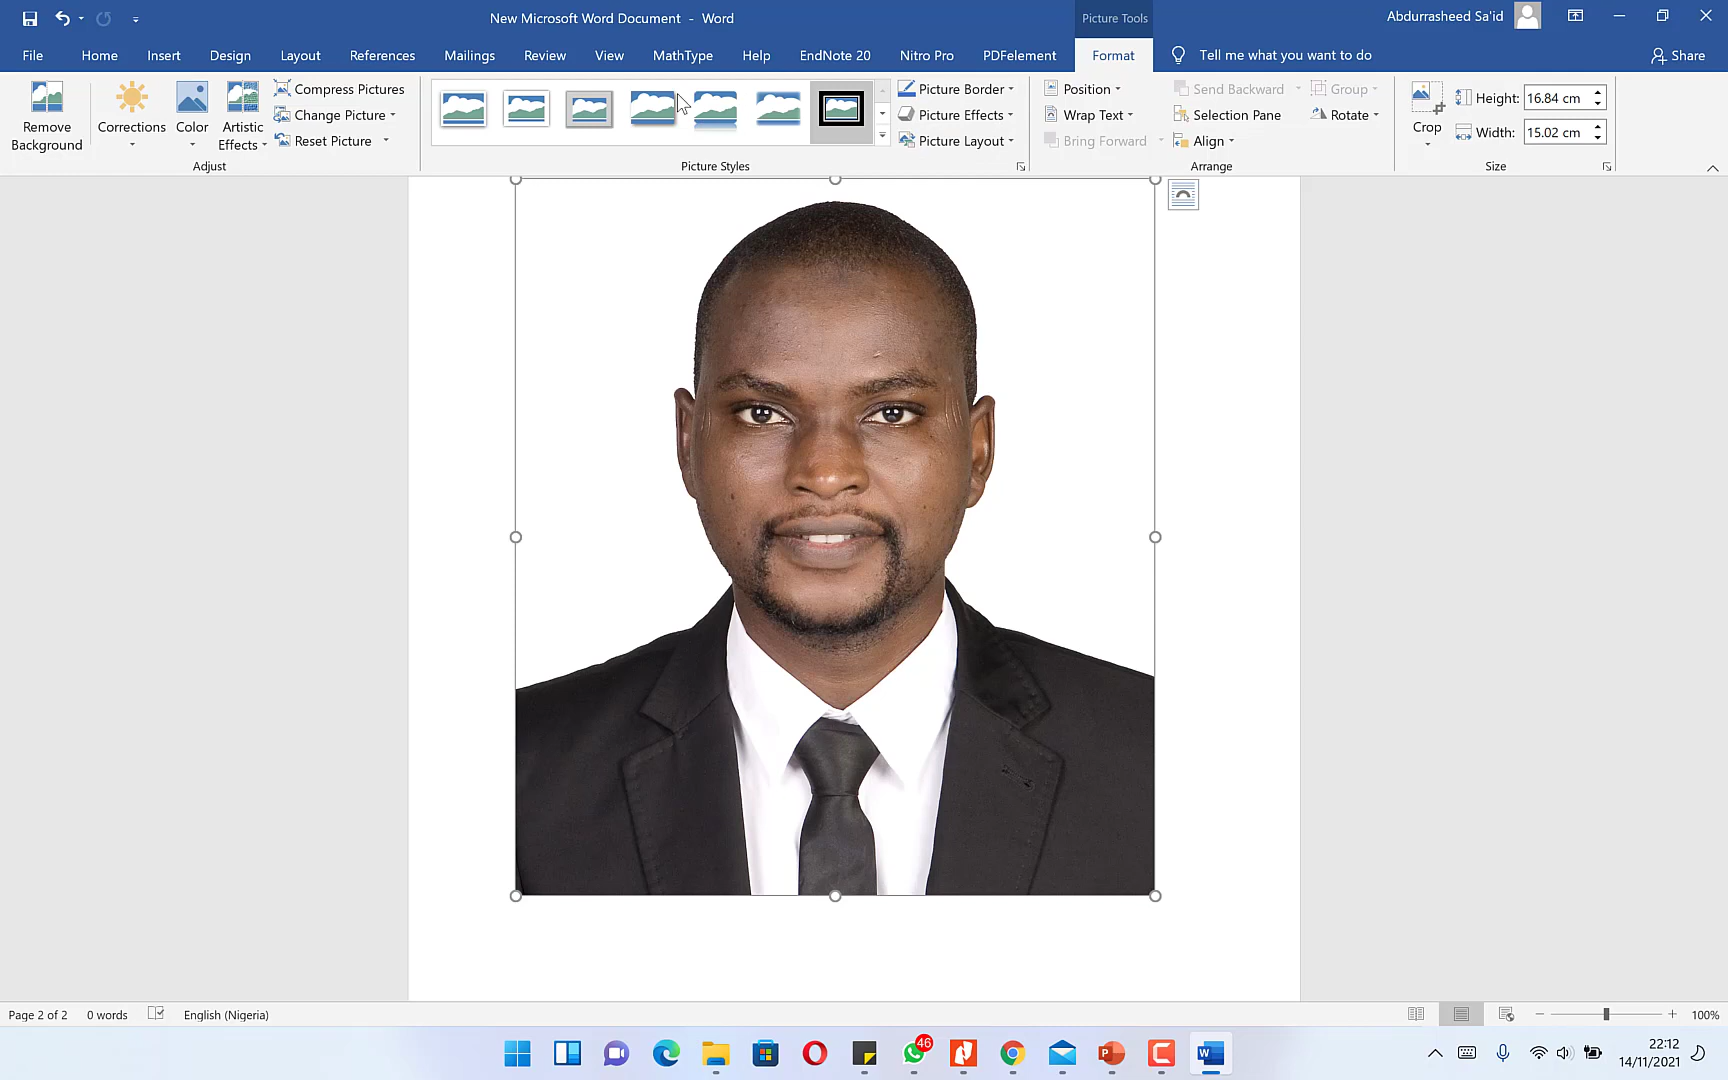 New Microsoft Word Document - Word
Picture Tools
Abdurrasheed Sa'id
File Home Insert Design Layout References Mailings Review View MathType Help EndNote 20 Nitro Pro PDFelement Format Tell me what you want to do Share
Remove Background
Corrections
Color
Artistic Effects
Compress Pictures
Change Picture
Reset Picture
Adjust
Picture Border
Picture Effects
Picture Layout
Picture Styles
Position
Wrap Text
Bring Forward
Send Backward
Selection Pane
Align
Group
Rotate
Arrange
Crop
Height: 16.84 cm
Width: 15.02 cm
Size
Page 2 of 2 0 words English (Nigeria) 100%
46
22:12
14/11/2021